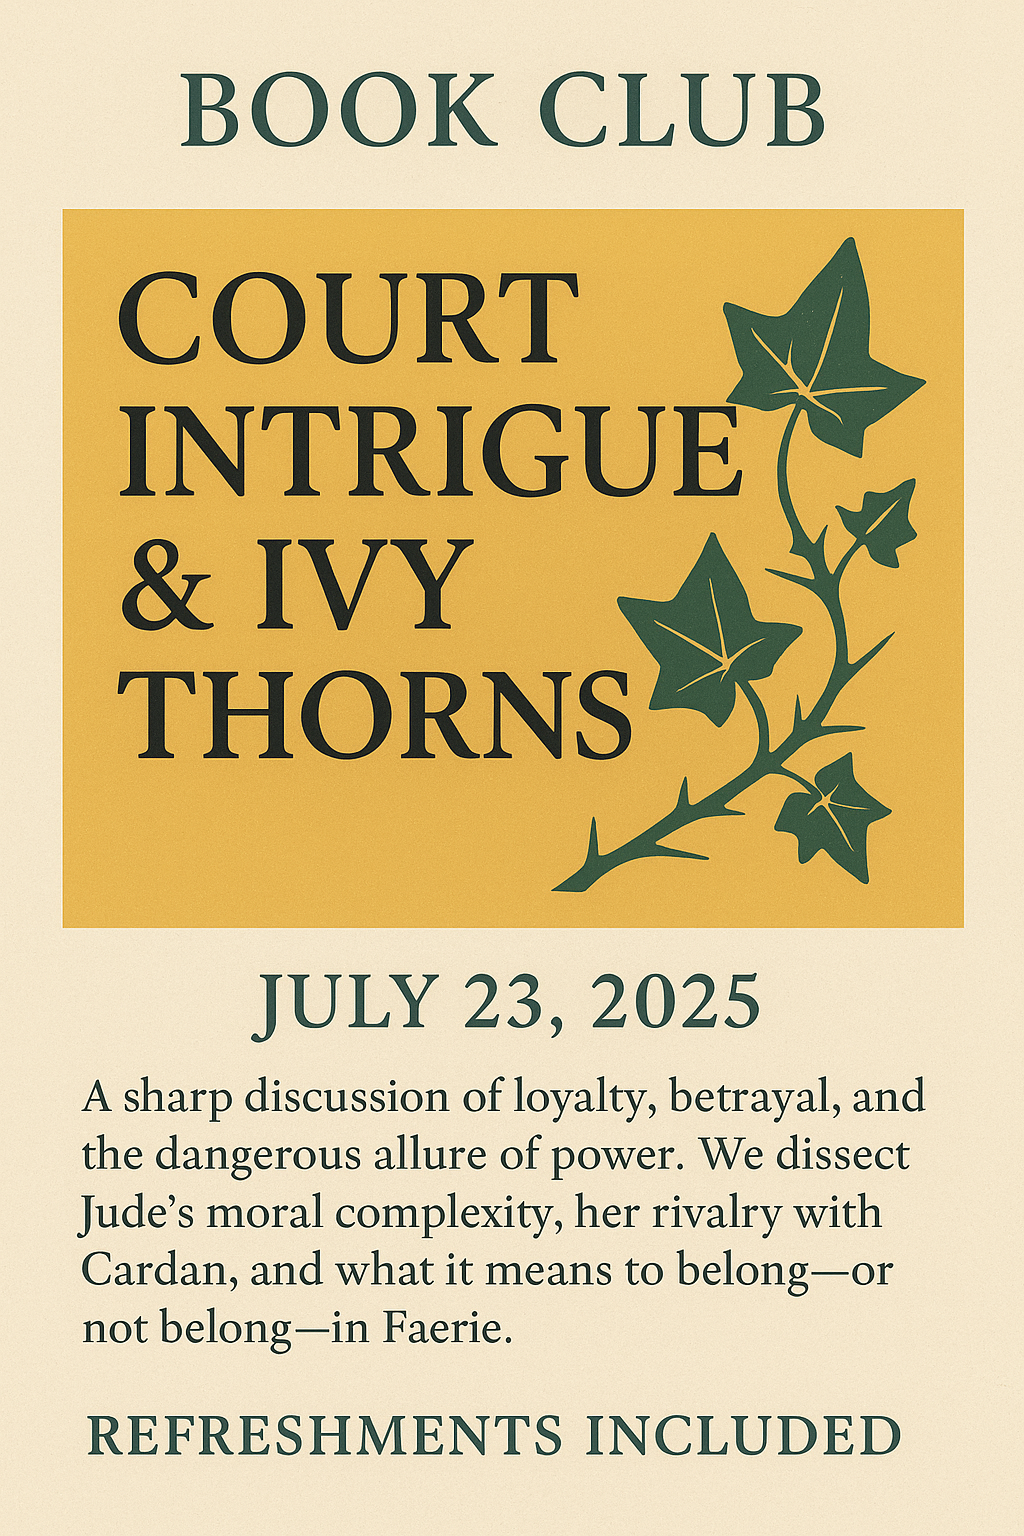 BOOK CLUB
COURT
INTRIGUE
& IVY
THORNS
JULY 23, 2025
A sharp discussion of loyalty, betrayal, and
the dangerous allure of power. We dissect
Jude’s moral complexity, her rivalry with
Cardan, and what it means to belong—or
not belong—in Faerie.
REFRESHMENTS INCLUDED